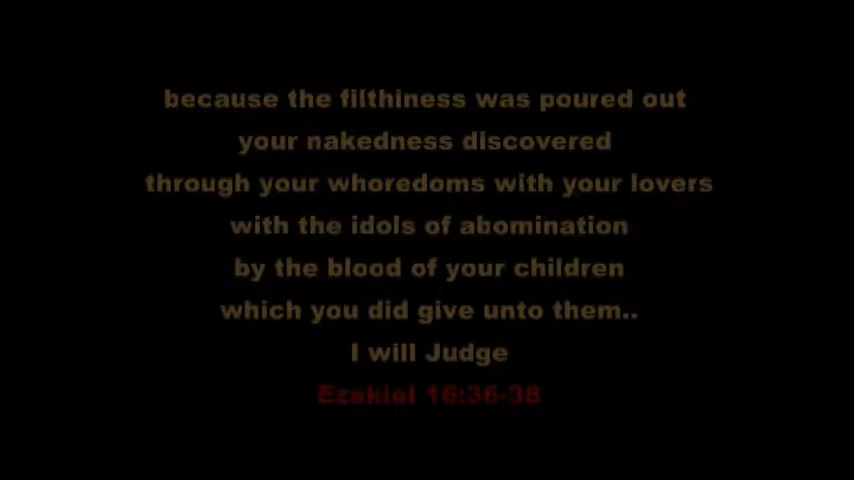 because the filthiness was poured out
your nakedness discovered
through your whoredoms with your lovers
with the idols of abomination
by the blood of your children
which you did give unto them..
I will Judge
Ezekiel 16:36-38